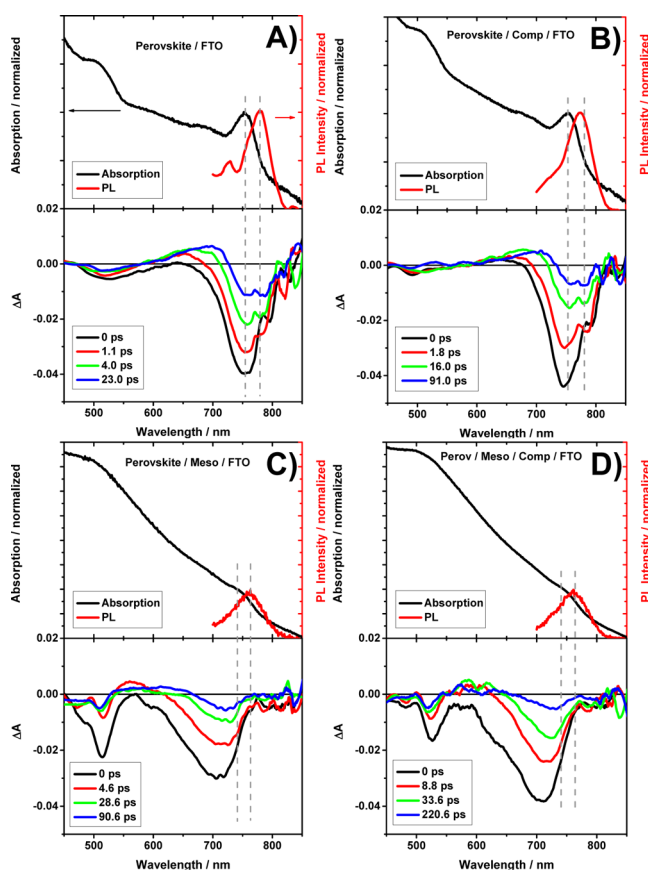 A)
Perovskite / FTO
Absorption / normalized
PL Intensity / normalized
Absorption
PL
0.02
0.00
-0.02
-0.04
ΔA
0 ps
1.1 ps
4.0 ps
23.0 ps
500 600 700 800
Wavelength / nm
B)
Perovskite / Comp / FTO
Absorption / normalized
PL Intensity / normalized
Absorption
PL
0.02
0.00
-0.02
-0.04
ΔA
0 ps
1.8 ps
16.0 ps
91.0 ps
500 600 700 800
Wavelength / nm
C)
Perovskite / Meso / FTO
Absorption / normalized
PL Intensity / normalized
Absorption
PL
0.02
0.00
-0.02
-0.04
ΔA
0 ps
4.6 ps
28.6 ps
90.6 ps
500 600 700 800
Wavelength / nm
D)
Perov / Meso / Comp / FTO
Absorption / normalized
PL Intensity / normalized
Absorption
PL
0.02
0.00
-0.02
-0.04
ΔA
0 ps
8.8 ps
33.6 ps
220.6 ps
500 600 700 800
Wavelength / nm